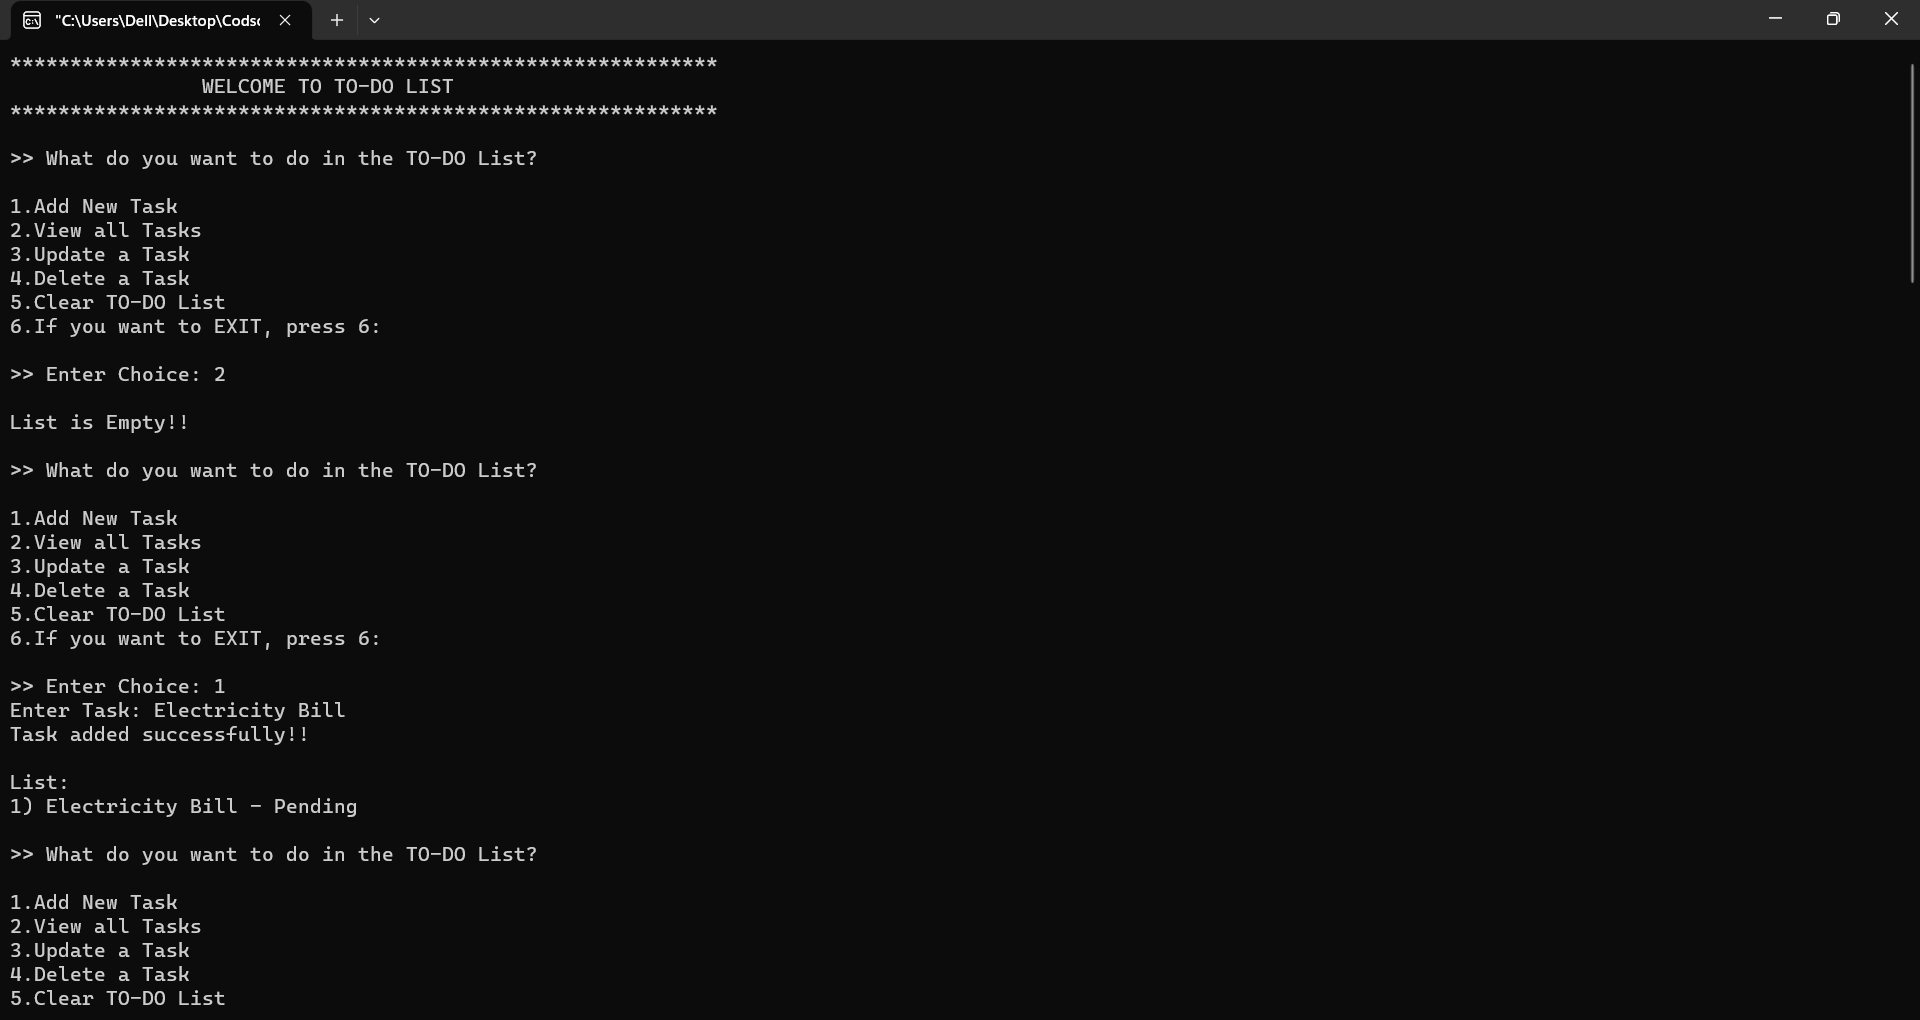 "C:\Users\Dell\Desktop\Codso
***********************************************************
WELCOME TO TO-DO LIST
***********************************************************
>> What do you want to do in the TO-DO List?
1.Add New Task
2.View all Tasks
3.Update a Task
4.Delete a Task
5.Clear TO-DO List
6.If you want to EXIT, press 6:
>> Enter Choice: 2
List is Empty!!
>> What do you want to do in the TO-DO List?
1.Add New Task
2.View all Tasks
3.Update a Task
4.Delete a Task
5.Clear TO-DO List
6.If you want to EXIT, press 6:
>> Enter Choice: 1
Enter Task: Electricity Bill
Task added successfully!!
List:
1) Electricity Bill - Pending
>> What do you want to do in the TO-DO List?
1.Add New Task
2.View all Tasks
3.Update a Task
4.Delete a Task
5.Clear TO-DO List